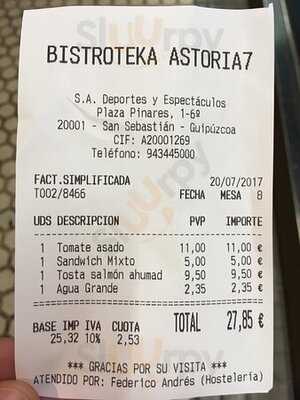 BISTROTEKA ASTORIA7
S.A. Deportes y Espectáculos
Plaza Pinares, 1-6º
20001 - San Sebastián - Guipúzcoa
CIF: A20001269
Teléfono: 943445000
FACT.SIMPLIFICADA 20/07/2017
T002/8466 FECHA MESA 8
UDS DESCRIPCION PVP IMPORTE
1 Tomate asado 11,00 11,00 €
1 Sandwich Mixto 5,00 5,00 €
1 Tosta salmón ahumad 9,50 9,50 €
1 Agua Grande 2,35 2,35 €
BASE IMP IVA CUOTA TOTAL 27,85 €
25,32 10% 2,53
*** GRACIAS POR SU VISITA ***
ATENDIDO POR: Federico Andrés (Hostelería)
Sluurpy